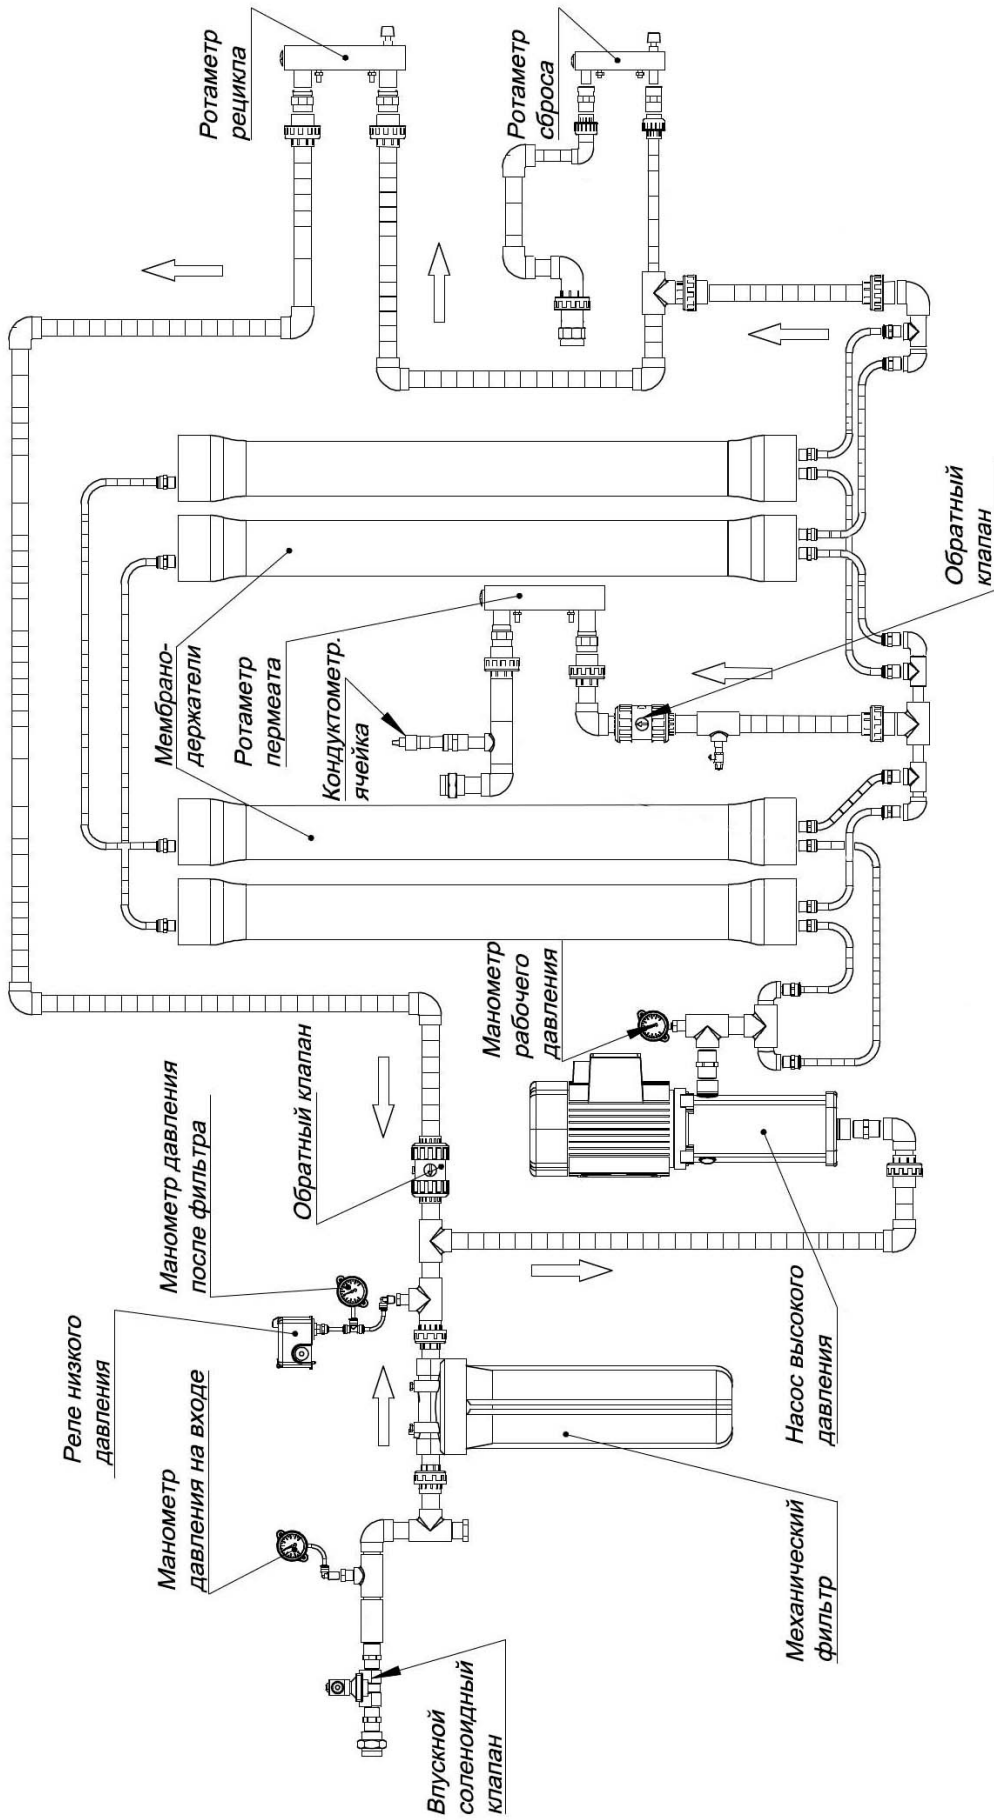 Ротаметр
рецикла
Ротаметр
сброса
Обратный
клапан
Мембрано-
держатели
Ротаметр
пермеата
Кондуктометр.
ячейка
Манометр
рабочего
давления
Манометр давления
после фильтра
Обратный клапан
Реле низкого
давления
Манометр
давления на входе
Насос высокого
давления
Механический
фильтр
Впускной
соленоидный
клапан